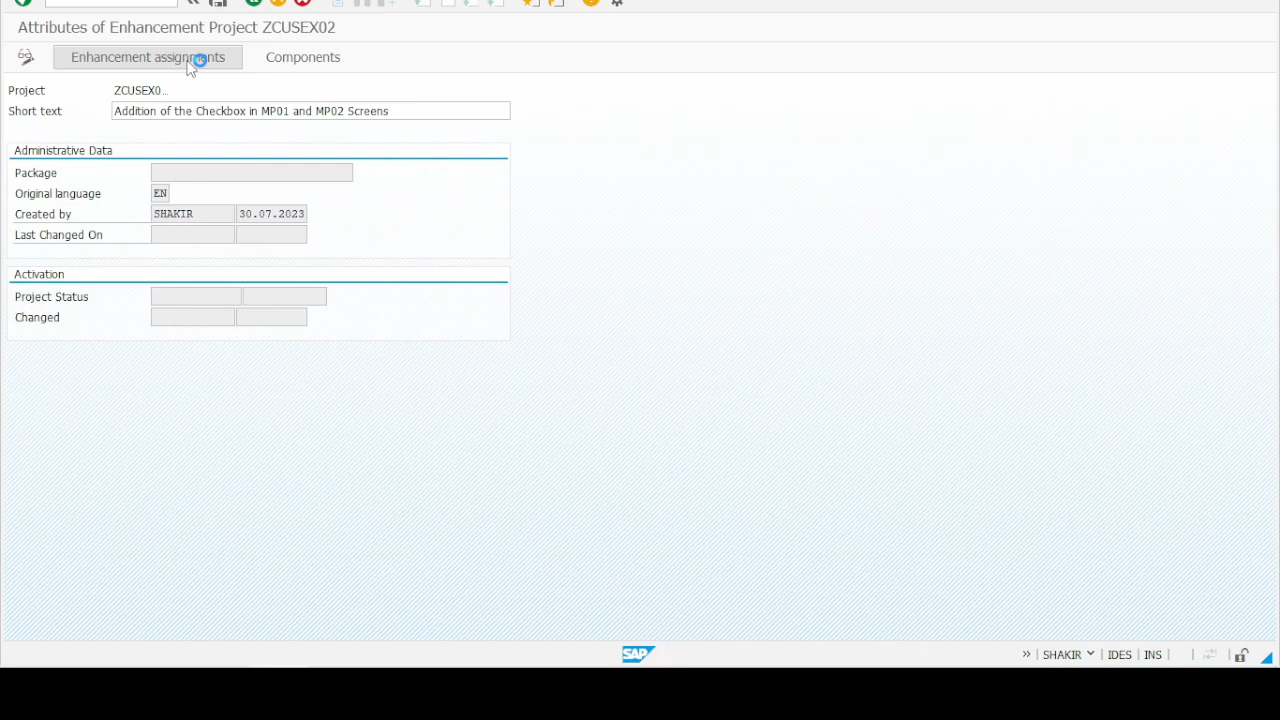 Attributes of Enhancement Project ZCUSEX02
Enhancement assignments Components
Project ZCUSEX0...
Short text Addition of the Checkbox in MP01 and MP02 Screens
Administrative Data
Package
Original language EN
Created by SHAKIR 30.07.2023
Last Changed On
Activation
Project Status
Changed
SAP
» SHAKIR IDES INS